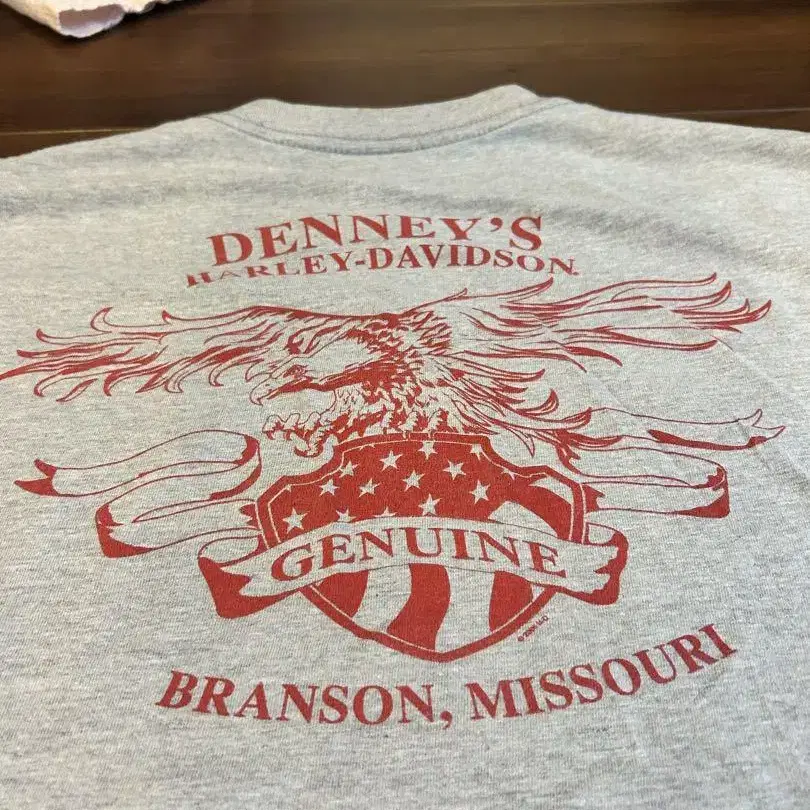 DENNEY'S
HARLEY-DAVIDSON
GENUINE
BRANSON, MISSOURI